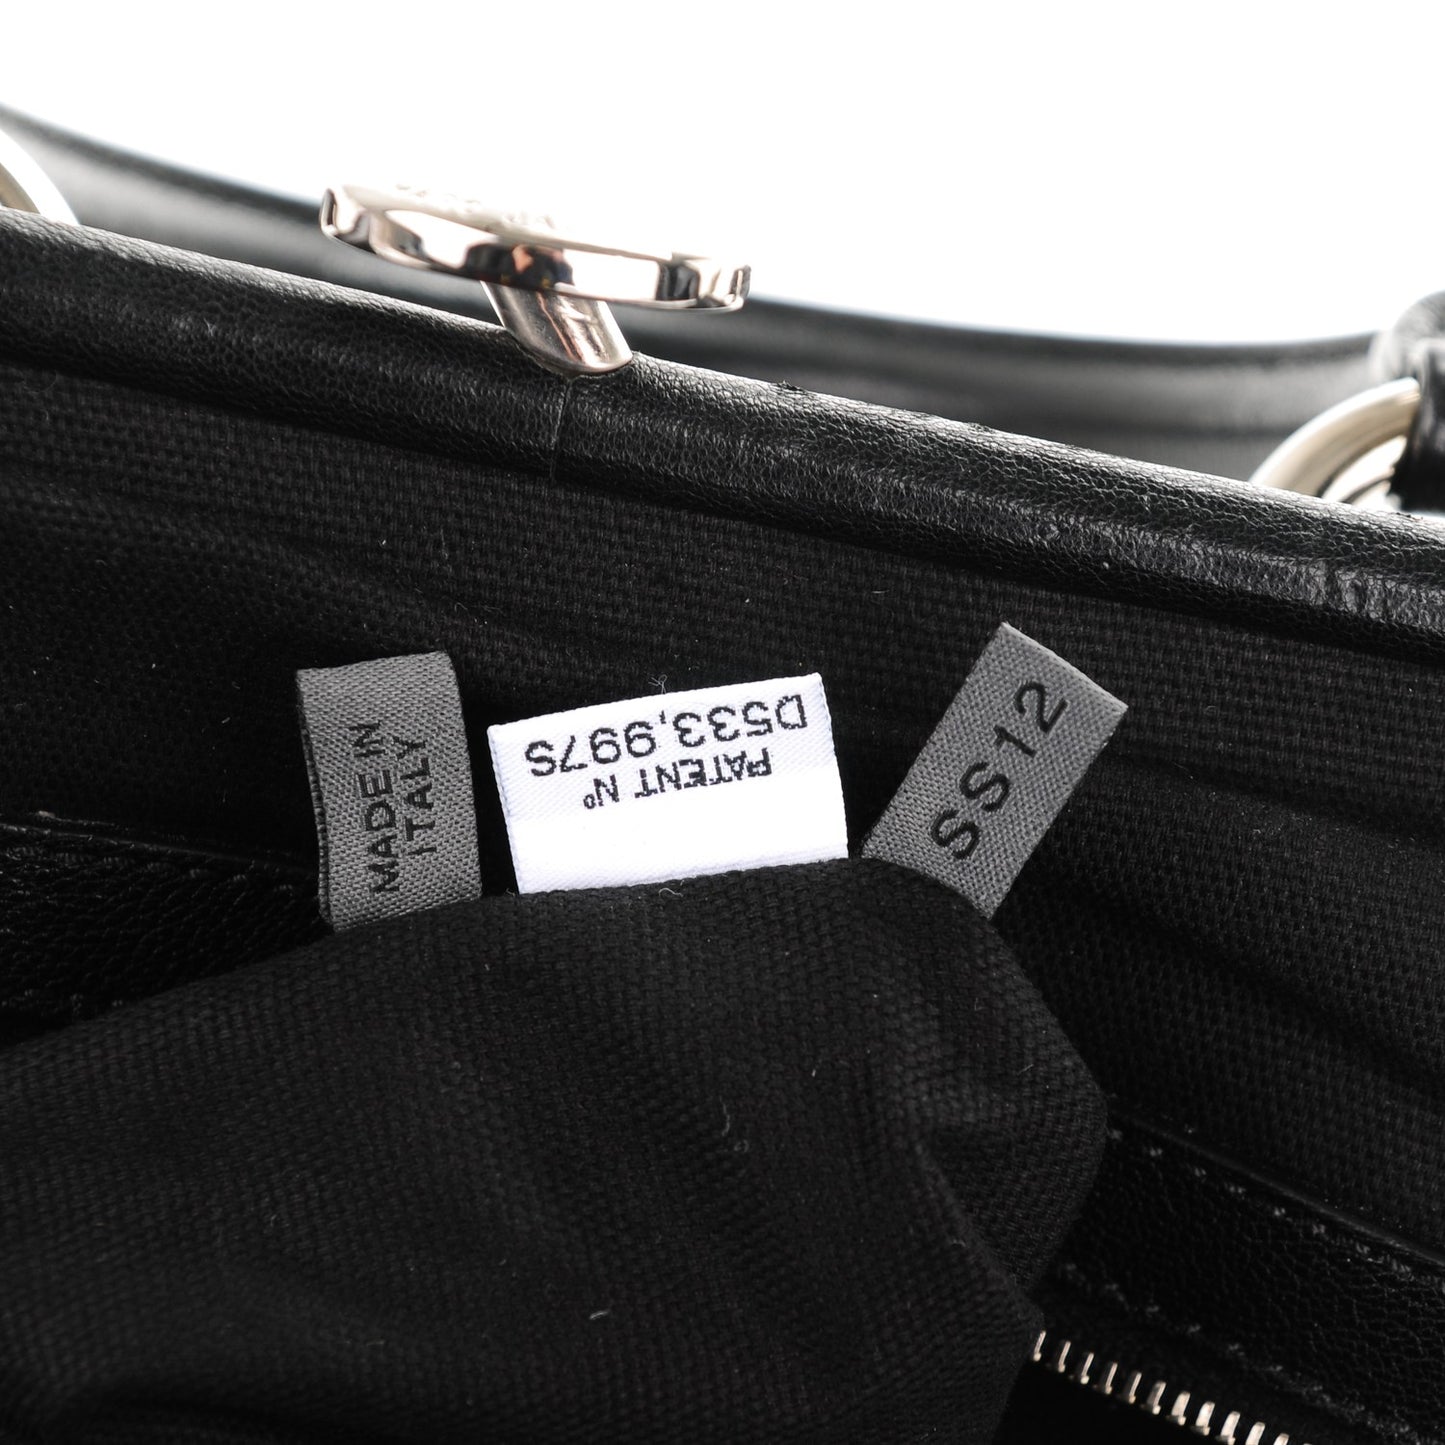 MADE IN
ITALY
PATENT Nº
D533,997S
SS12